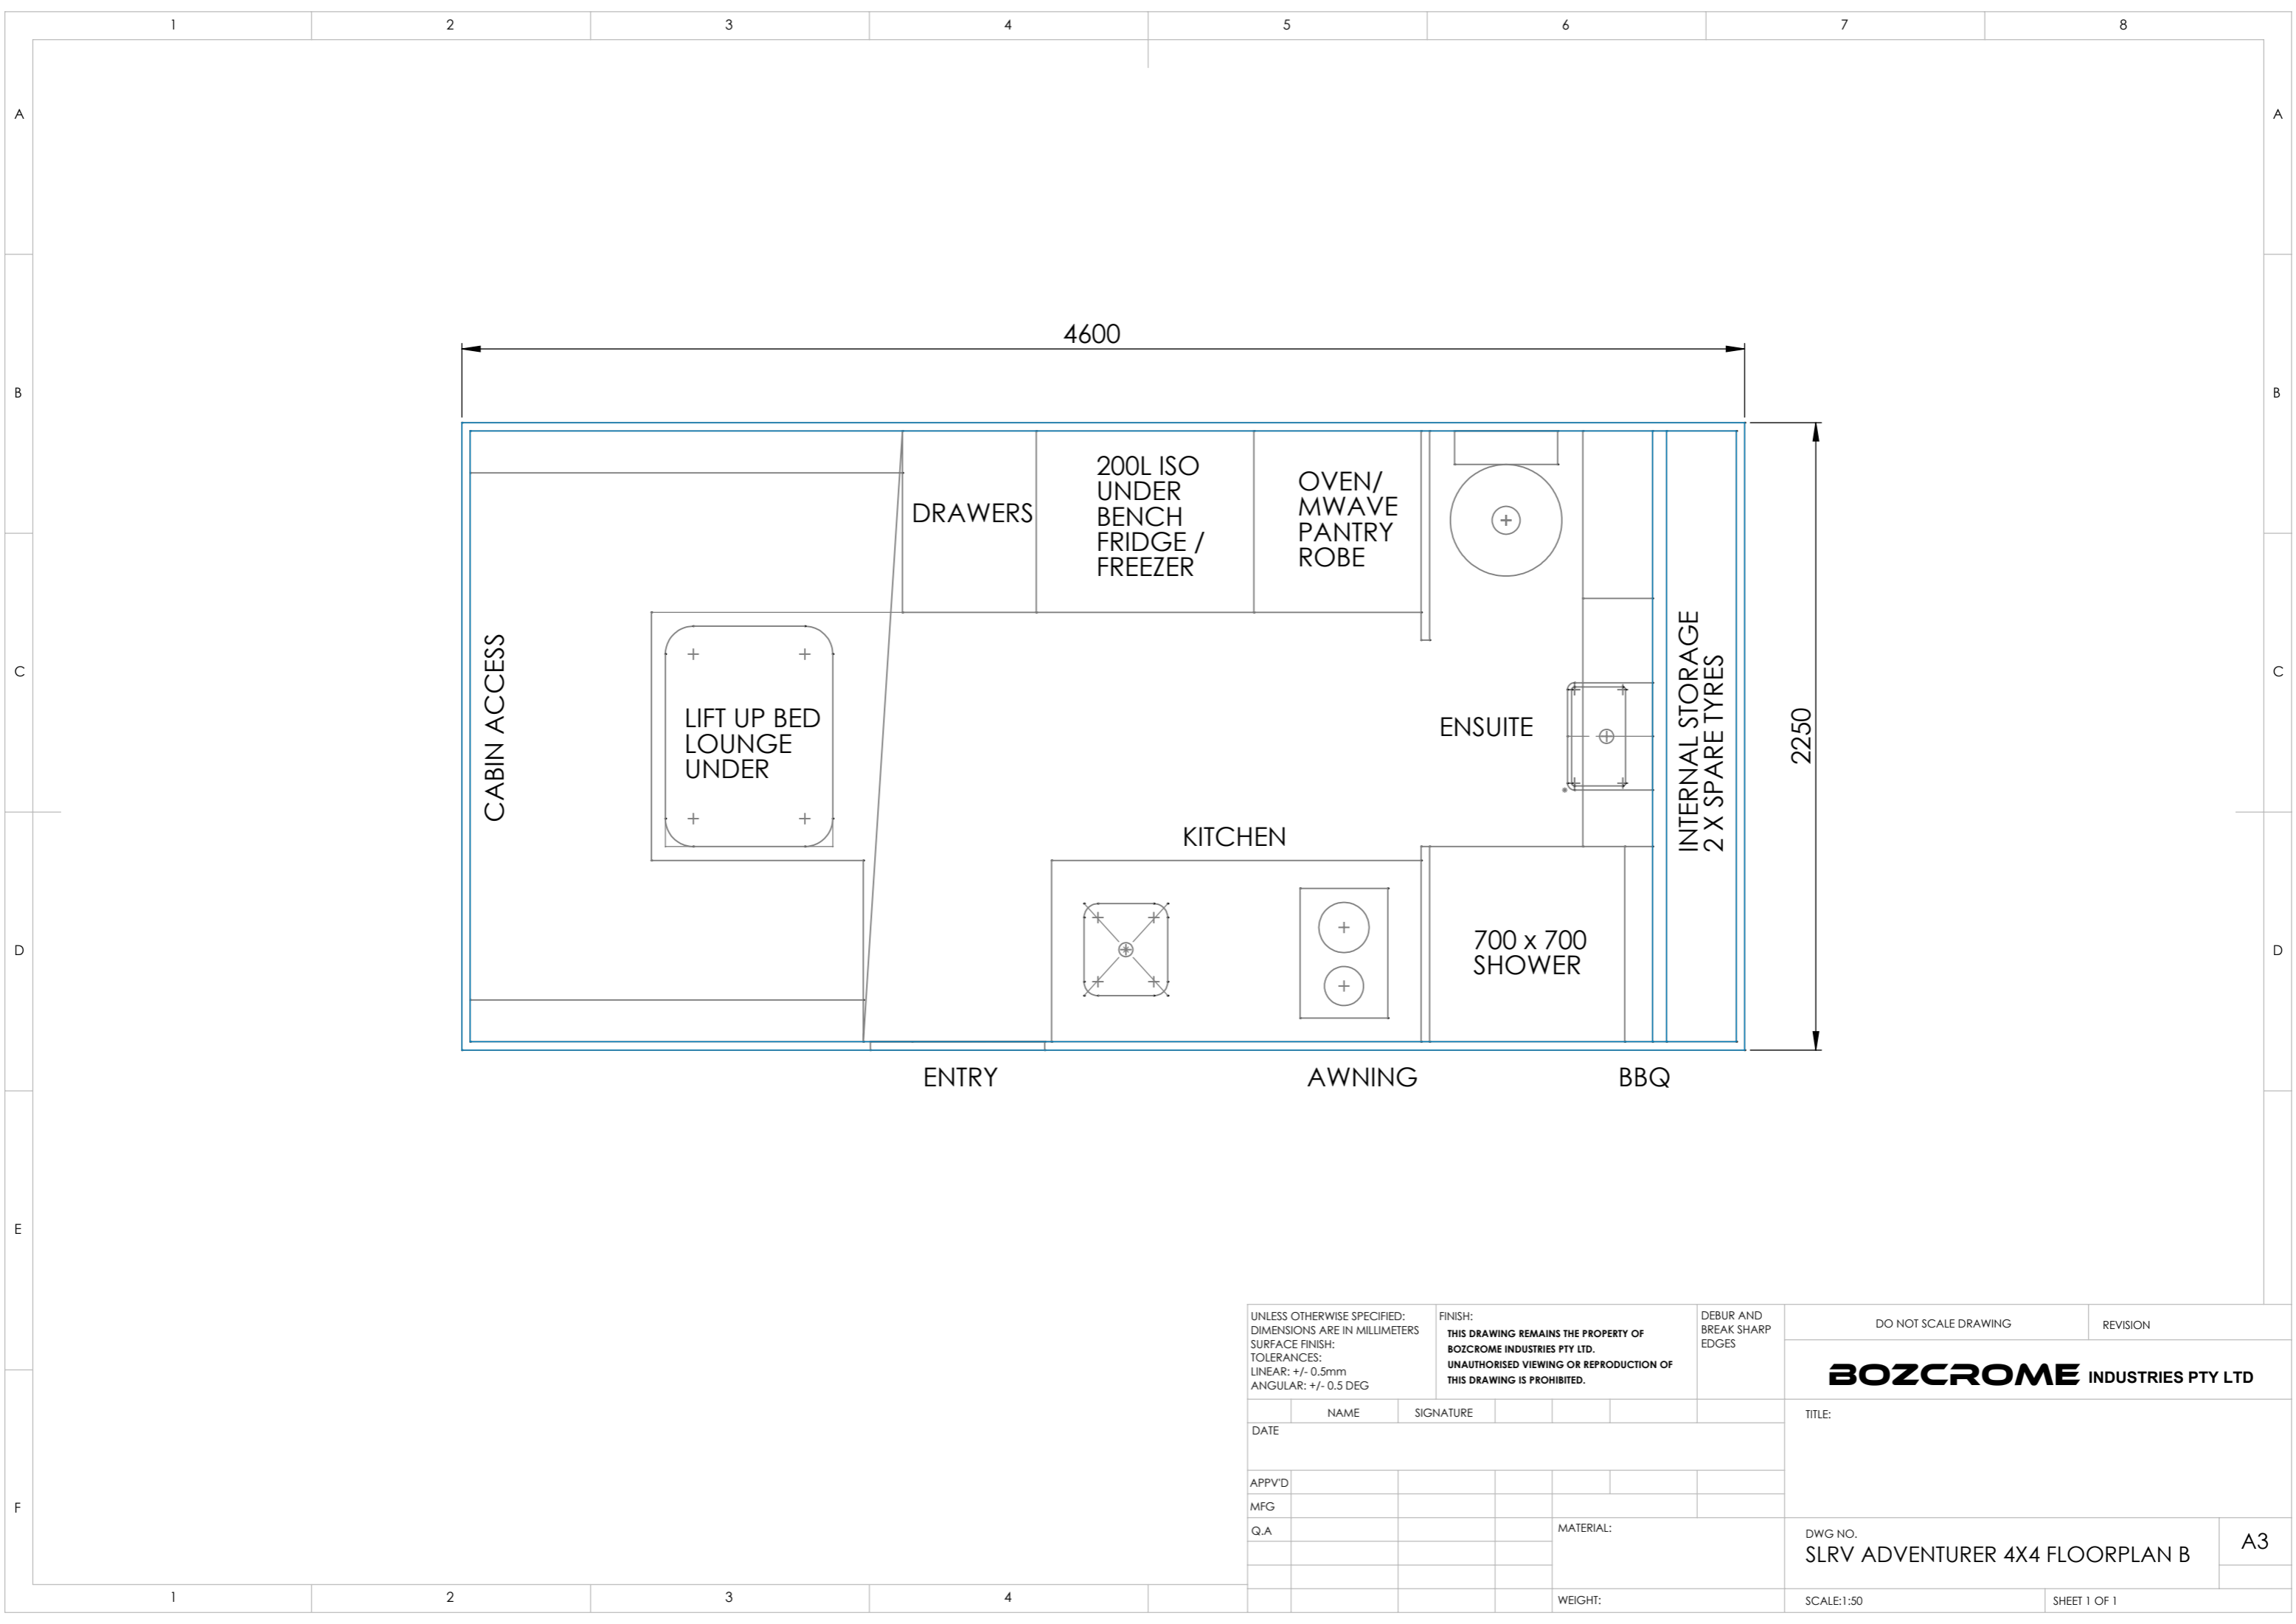 1 2 3 4 5 6 7 8
A A
4600
B B
200L ISO
UNDER
BENCH
FRIDGE /
FREEZER
OVEN/
MWAVE
PANTRY
ROBE
DRAWERS
CABIN ACCESS
LIFT UP BED
LOUNGE
UNDER
ENSUITE
INTERNAL STORAGE
2 X SPARE TYRES
2250
C C
KITCHEN
700 x 700
SHOWER
D D
ENTRY
AWNING
BBQ
E
F
1 2 3 4
UNLESS OTHERWISE SPECIFIED:
DIMENSIONS ARE IN MILLIMETERS
SURFACE FINISH:
TOLERANCES:
LINEAR: +/- 0.5mm
ANGULAR: +/- 0.5 DEG
FINISH:
THIS DRAWING REMAINS THE PROPERTY OF
BOZCROME INDUSTRIES PTY LTD.
UNAUTHORISED VIEWING OR REPRODUCTION OF
THIS DRAWING IS PROHIBITED.
DEBUR AND
BREAK SHARP
EDGES
DO NOT SCALE DRAWING
REVISION
BOZCROME INDUSTRIES PTY LTD
NAME
SIGNATURE
DATE
TITLE:
APPV'D
MFG
Q.A
MATERIAL:
DWG NO.
SLRV ADVENTURER 4X4 FLOORPLAN B
A3
WEIGHT:
SCALE:1:50
SHEET 1 OF 1